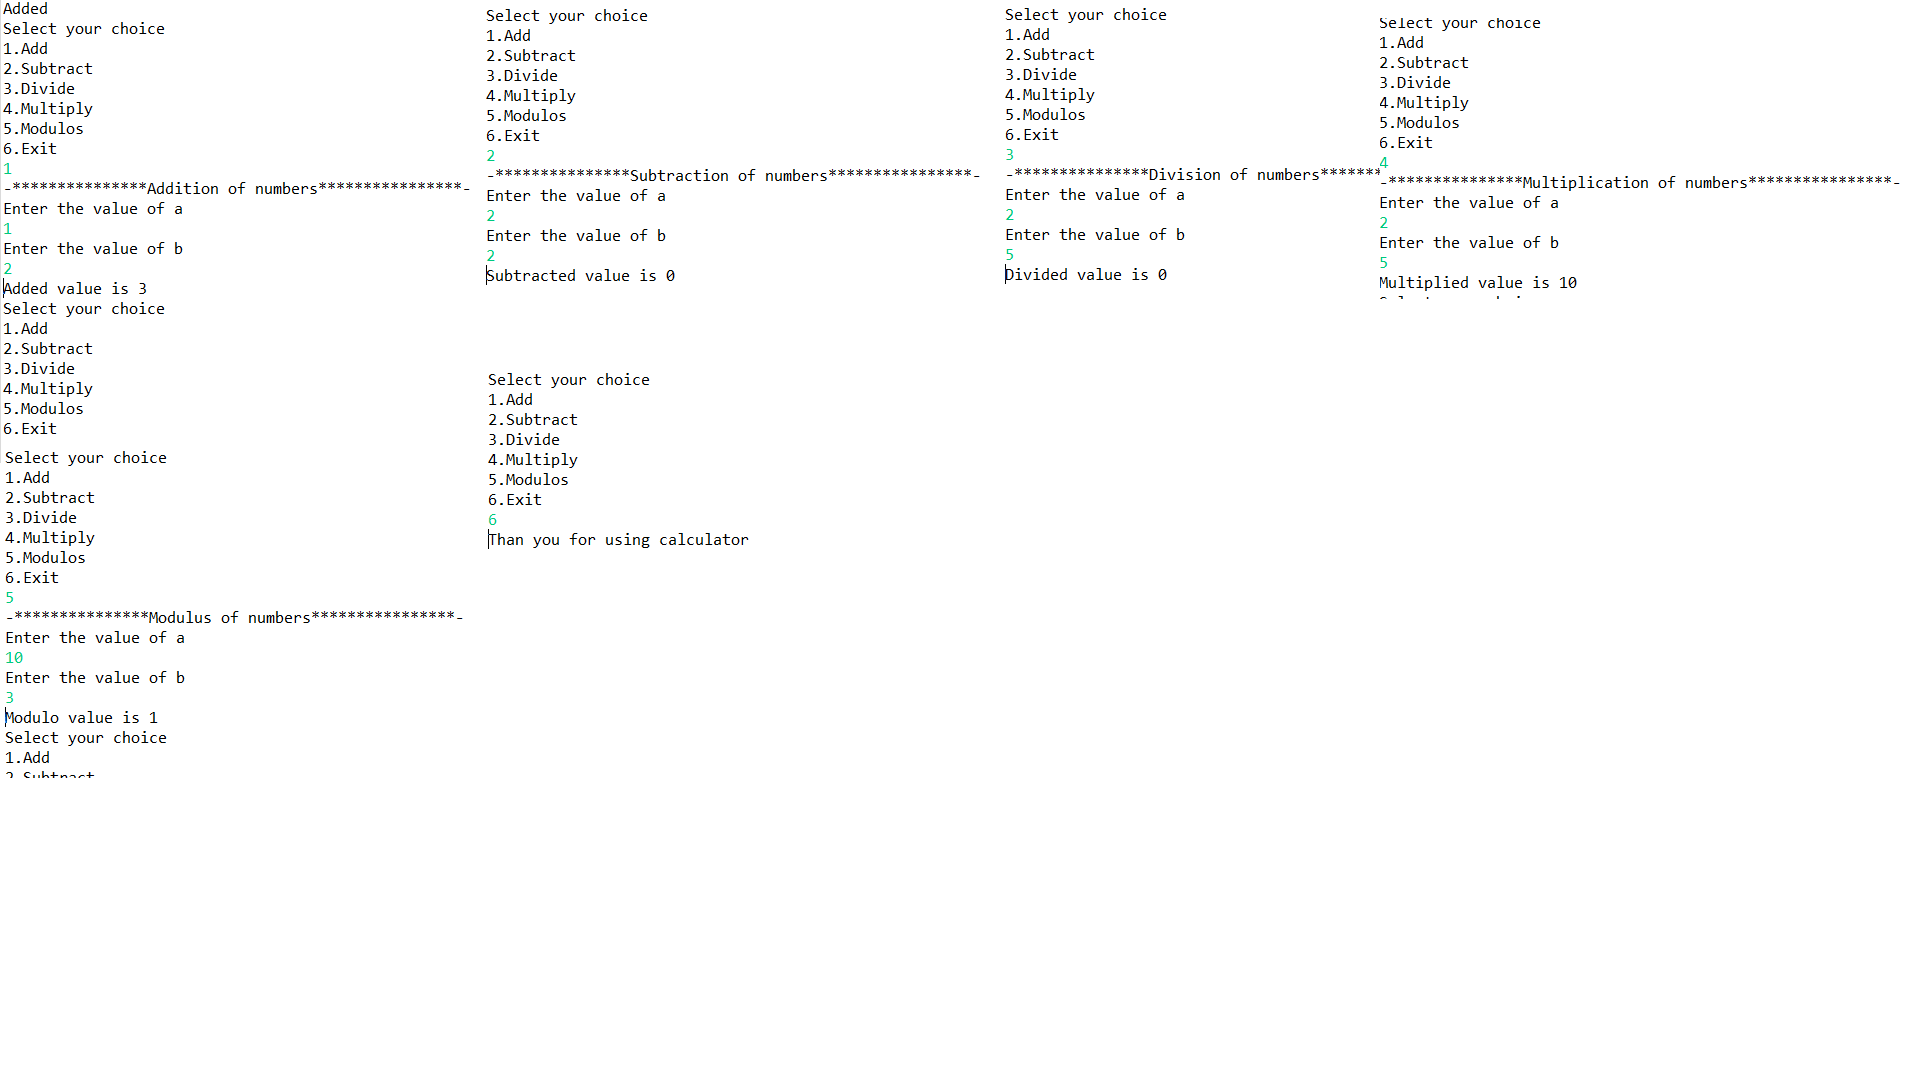 Added
Select your choice
1.Add
2.Subtract
3.Divide
4.Multiply
5.Modulos
6.Exit
1
-***************Addition of numbers****************-
Enter the value of a
1
Enter the value of b
2
Added value is 3
Select your choice
1.Add
2.Subtract
3.Divide
4.Multiply
5.Modulos
6.Exit
Select your choice
1.Add
2.Subtract
3.Divide
4.Multiply
5.Modulos
6.Exit
5
-***************Modulus of numbers****************-
Enter the value of a
10
Enter the value of b
3
Modulo value is 1
Select your choice
1.Add
2.Subtract
Select your choice
1.Add
2.Subtract
3.Divide
4.Multiply
5.Modulos
6.Exit
2
-***************Subtraction of numbers****************-
Enter the value of a
2
Enter the value of b
2
Subtracted value is 0
Select your choice
1.Add
2.Subtract
3.Divide
4.Multiply
5.Modulos
6.Exit
6
Than you for using calculator
Select your choice
1.Add
2.Subtract
3.Divide
4.Multiply
5.Modulos
6.Exit
3
-***************Division of numbers*******
Enter the value of a
2
Enter the value of b
5
Divided value is 0
Select your choice
1.Add
2.Subtract
3.Divide
4.Multiply
5.Modulos
6.Exit
4
-***************Multiplication of numbers****************-
Enter the value of a
2
Enter the value of b
5
Multiplied value is 10